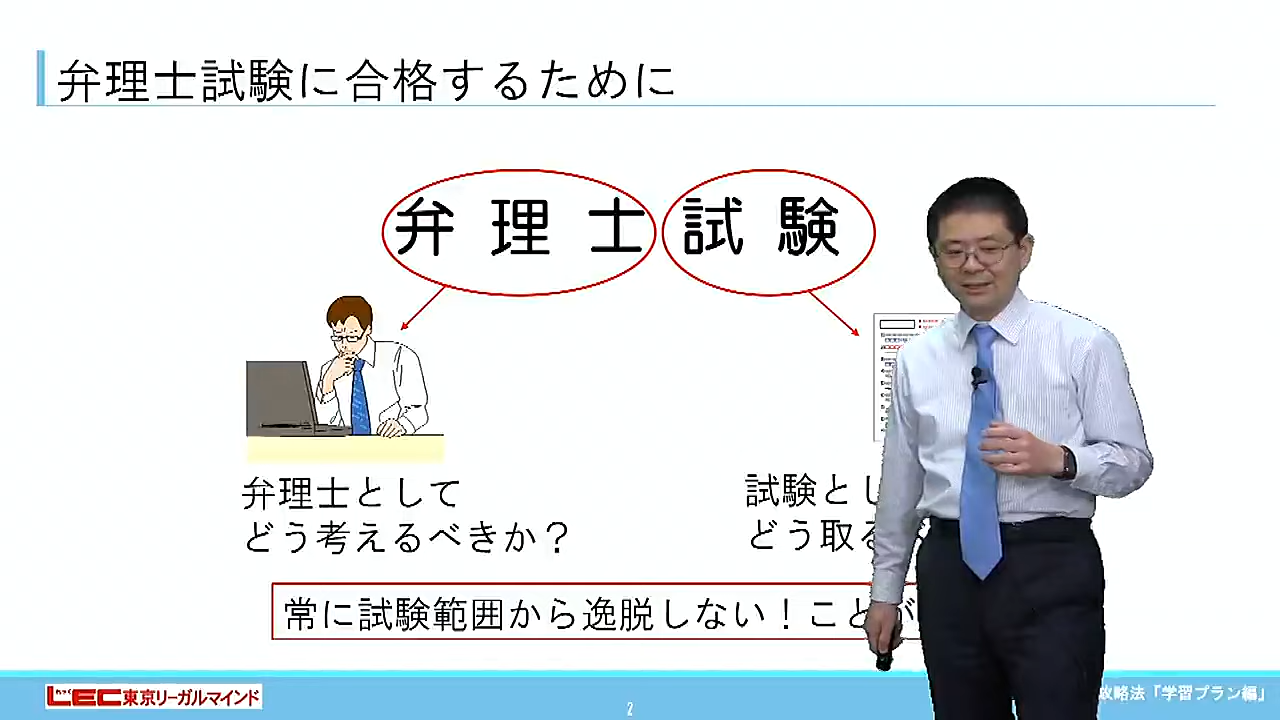 弁理士試験に合格するために
弁理士試験
弁理士として
どう考えるべきか？
試験とし
どう取る
常に試験範囲から逸脱しない！ことが
LEC東京リーガルマインド
2
攻略法「学習プラン編」